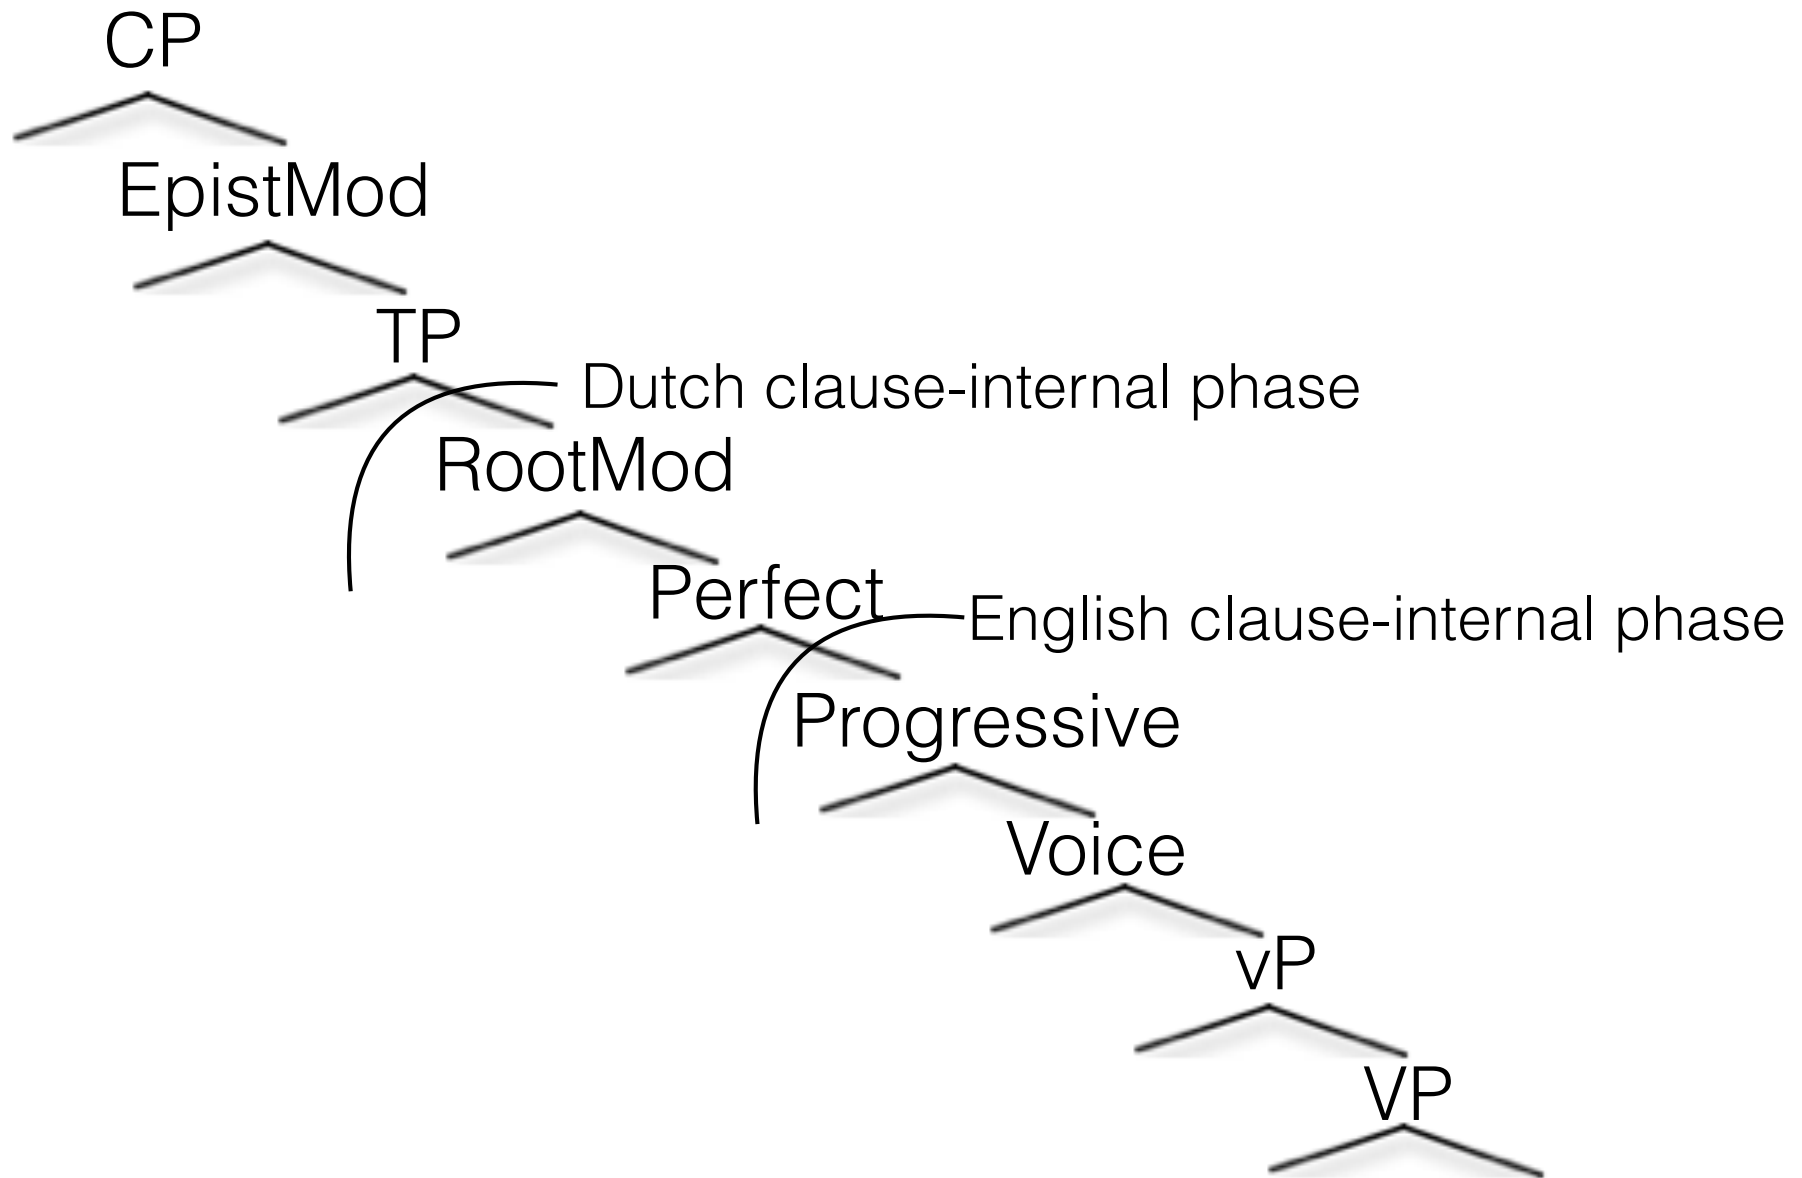 CP
EpistMod
TP
Dutch clause-internal phase
RootMod
Perfect
English clause-internal phase
Progressive
Voice
vP
VP